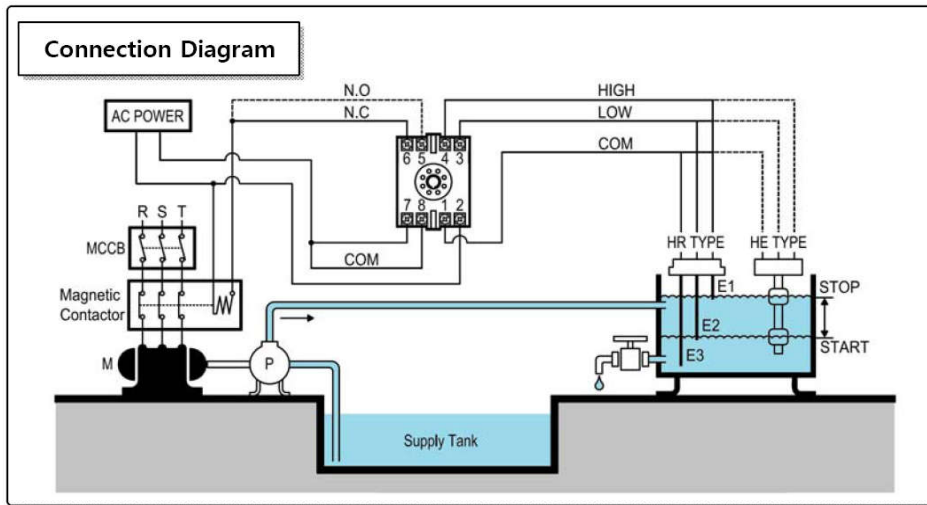 Connection Diagram
N.O
N.C
HIGH
LOW
COM
AC POWER
6 5 4 3
7 8 1 2
R S T
MCCB
COM
HR TYPE HE TYPE
Magnetic
Contactor
E1
STOP
E2
START
E3
M
P
Supply Tank